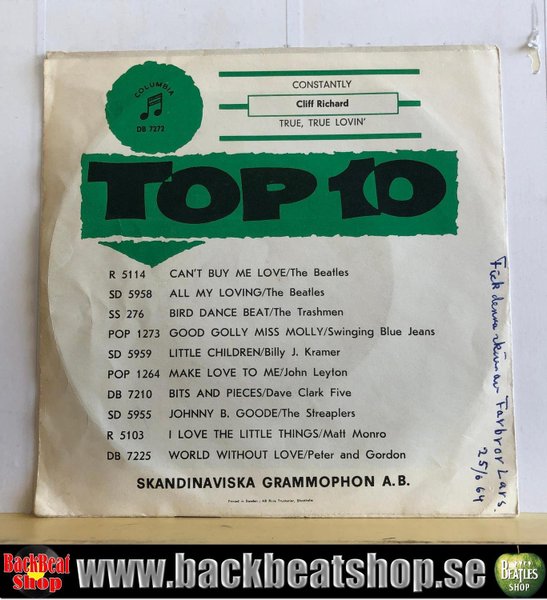 COLUMBIA
DB 7272
CONSTANTLY
Cliff Richard
TRUE, TRUE LOVIN'
TOP 10
R 5114 CAN'T BUY ME LOVE/The Beatles
SD 5958 ALL MY LOVING/The Beatles
SS 276 BIRD DANCE BEAT/The Trashmen
POP 1273 GOOD GOLLY MISS MOLLY/Swinging Blue Jeans
SD 5959 LITTLE CHILDREN/Billy J. Kramer
POP 1264 MAKE LOVE TO ME/John Leyton
DB 7210 BITS AND PIECES/Dave Clark Five
SD 5955 JOHNNY B. GOODE/The Streaplers
R 5103 I LOVE THE LITTLE THINGS/Matt Monro
DB 7225 WORLD WITHOUT LOVE/Peter and Gordon
SKANDINAVISKA GRAMMOPHON A.B.
Printed in Sweden
Fick denna skivan av Farbror Lars.
25/6 64
BackBeat
Shop
www.backbeatshop.se
BEATLES
SHOP